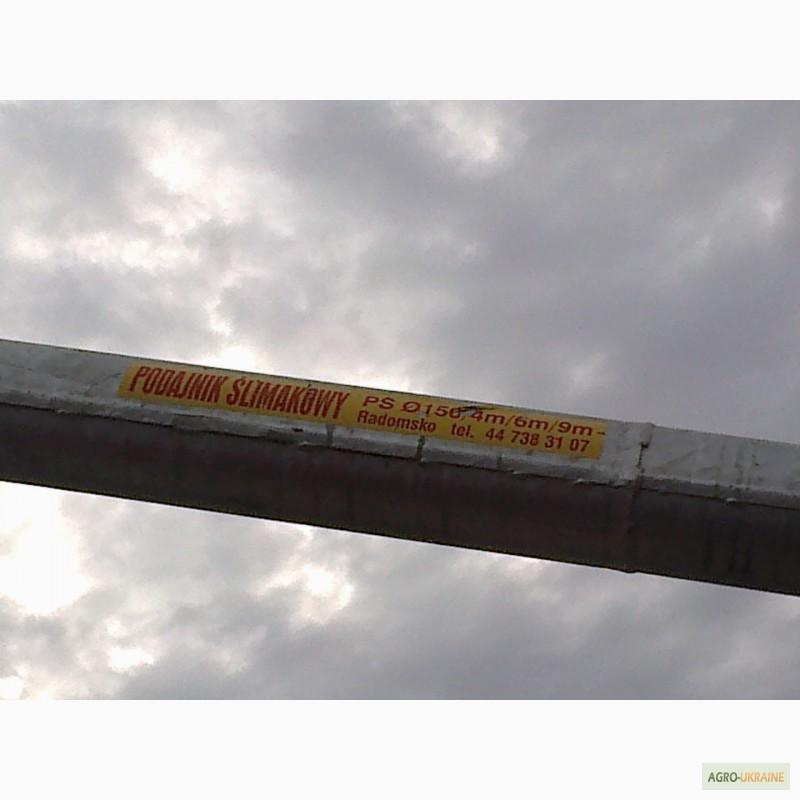 PODAJNIK ŚLIMAKOWY
PS Ø150, 4m/6m/9m-
Radomsko tel. 44 738 31 07
AGRO-UKRAINE